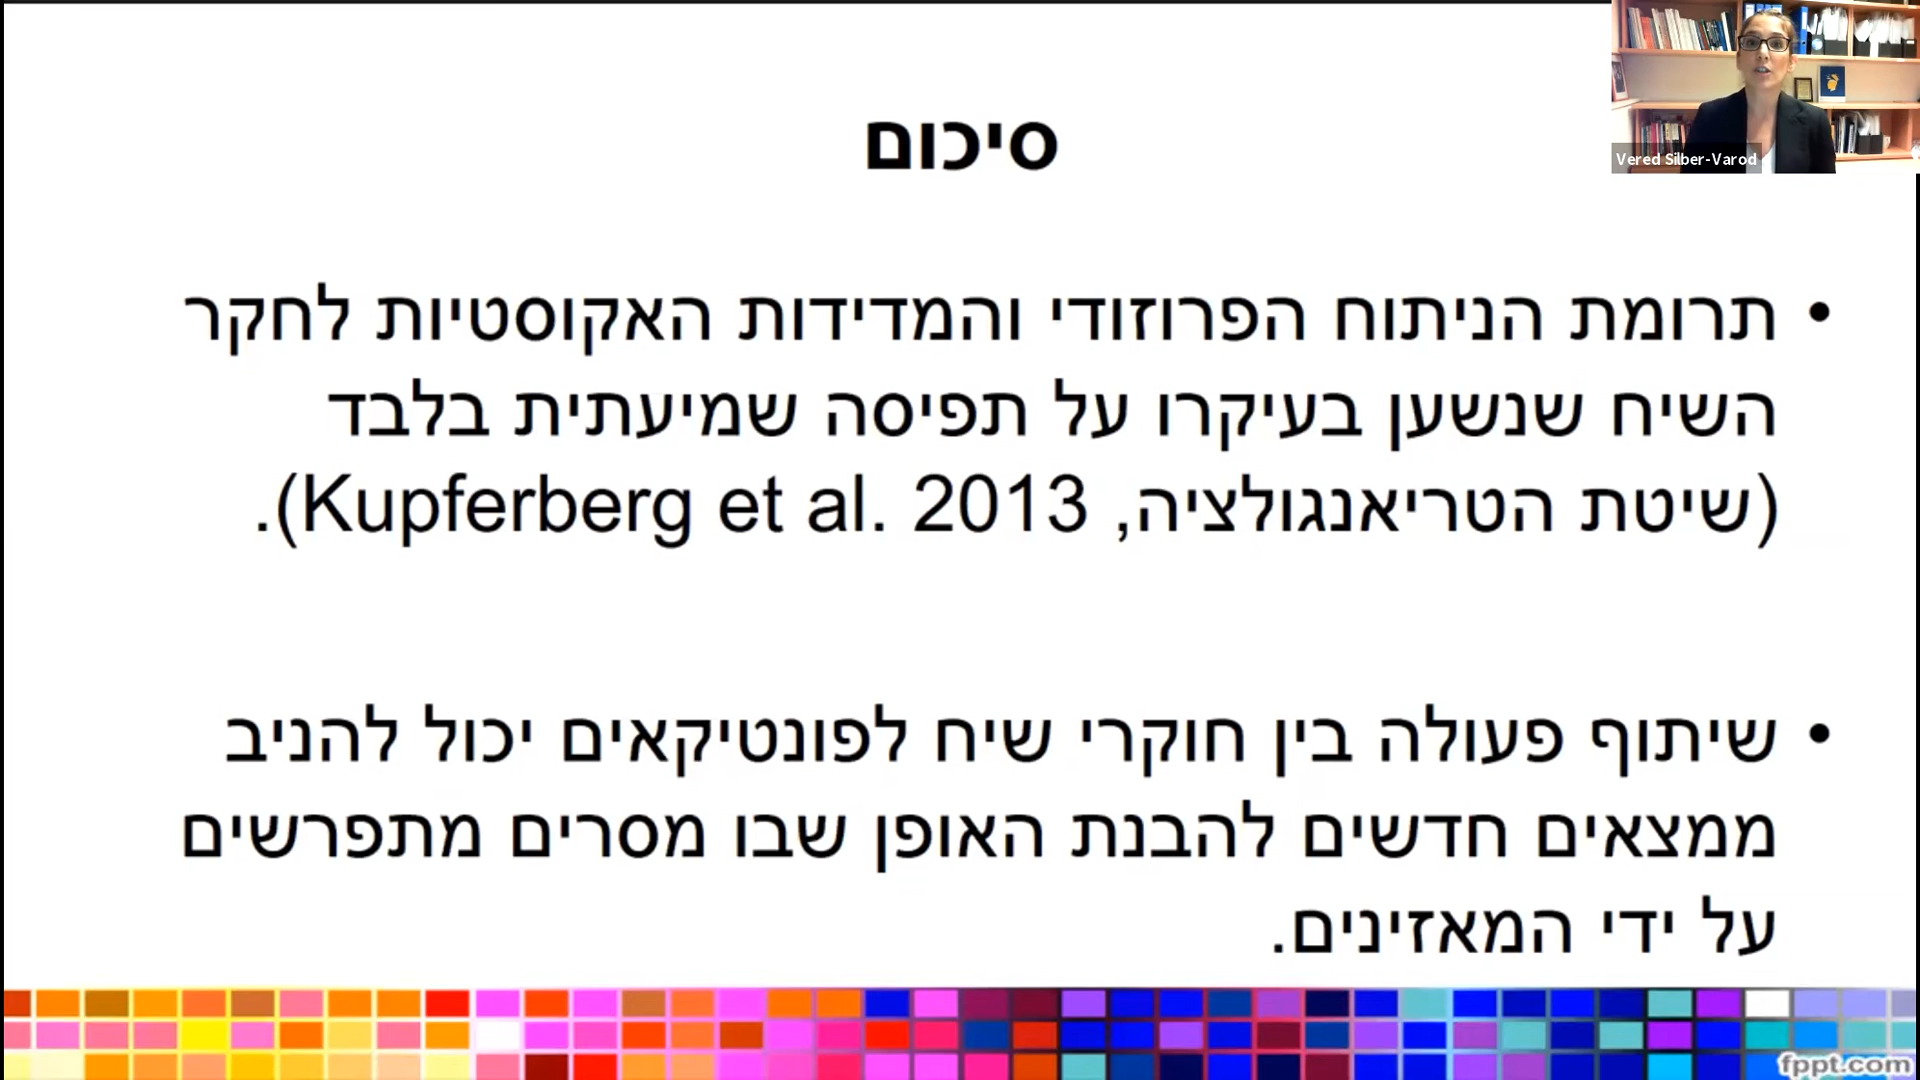 Vered Silber-Varod
סיכום
• תרומת הניתוח הפרוזודי והמדידות האקוסטיות לחקר
השיח שנשען בעיקרו על תפיסה שמיעתית בלבד
(שיטת הטריאנגולציה, Kupferberg et al. 2013).
• שיתוף פעולה בין חוקרי שיח לפונטיקאים יכול להניב
ממצאים חדשים להבנת האופן שבו מסרים מתפרשים
על ידי המאזינים.
fppt.com